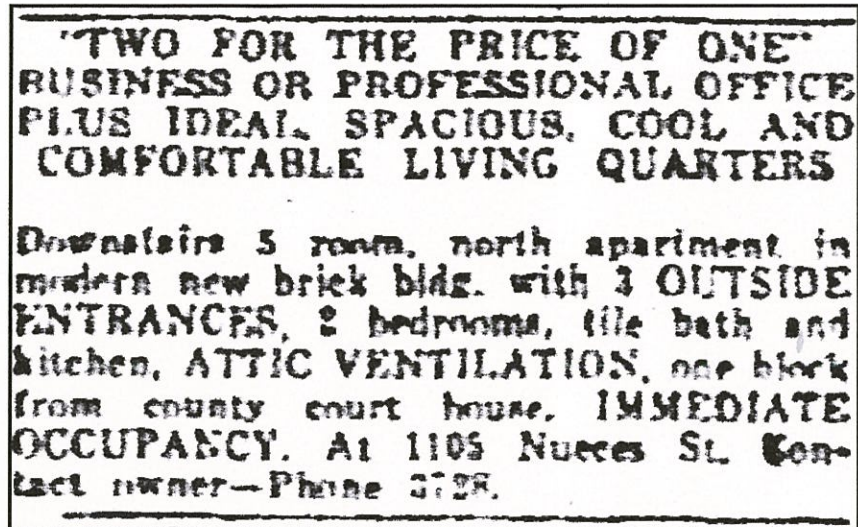 "TWO FOR THE PRICE OF ONE"
BUSINESS OR PROFESSIONAL OFFICE
PLUS IDEAL, SPACIOUS, COOL AND
COMFORTABLE LIVING QUARTERS
Downstairs 5 room, north apartment in
modern new brick bldg. with 3 OUTSIDE
ENTRANCES, 2 bedrooms, tile bath and
kitchen, ATTIC VENTILATION, one block
from county court house. IMMEDIATE
OCCUPANCY. At 1105 Nueces St. Con-
tact owner—Phone